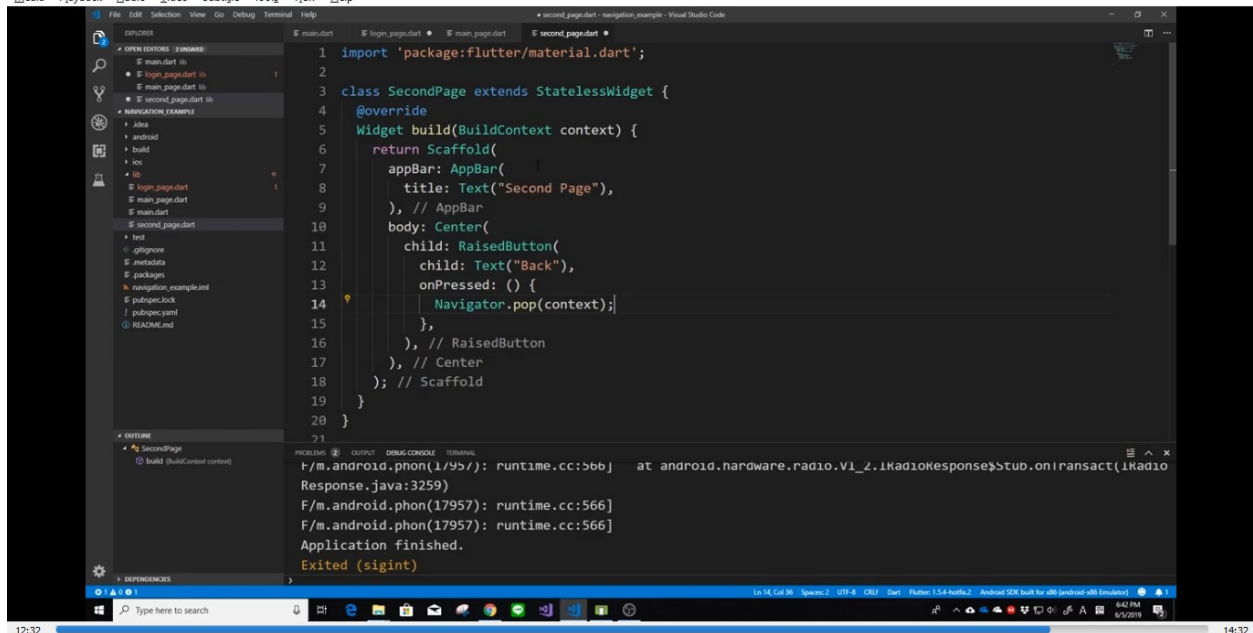 File Edit Selection View Go Debug Terminal Help
● second_page.dart - navigation_example - Visual Studio Code
EXPLORER
OPEN EDITORS 2 UNSAVED
main.dart lib
login_page.dart lib 1
main_page.dart lib
second_page.dart lib
NAVIGATION_EXAMPLE
.idea
android
build
ios
lib
login_page.dart 1
main_page.dart
main.dart
second_page.dart
test
.gitignore
.metadata
.packages
navigation_example.iml
pubspec.lock
pubspec.yaml
README.md
OUTLINE
SecondPage
build (BuildContext context)
DEPENDENCIES
main.dart login_page.dart ● main_page.dart second_page.dart ●
1 import 'package:flutter/material.dart';
2
3 class SecondPage extends StatelessWidget {
4 @override
5 Widget build(BuildContext context) {
6 return Scaffold(
7 appBar: AppBar(
8 title: Text("Second Page"),
9 ), // AppBar
10 body: Center(
11 child: RaisedButton(
12 child: Text("Back"),
13 onPressed: () {
14 Navigator.pop(context);
15 },
16 ), // RaisedButton
17 ), // Center
18 ); // Scaffold
19 }
20 }
21
PROBLEMS 2 OUTPUT DEBUG CONSOLE TERMINAL
F/m.android.phon(17957): runtime.cc:566] at android.hardware.radio.V1_2.IRadioResponse$Stub.onTransact(IRadio
Response.java:3259)
F/m.android.phon(17957): runtime.cc:566]
F/m.android.phon(17957): runtime.cc:566]
Application finished.
Exited (sigint)
1 0 1
Ln 14, Col 36 Spaces: 2 UTF-8 CRLF Dart Flutter: 1.5.4-hotfix.2 Android SDK built for x86 (android-x86 Emulator) 1
Type here to search
6:42 PM
6/5/2019
12:32
14:32